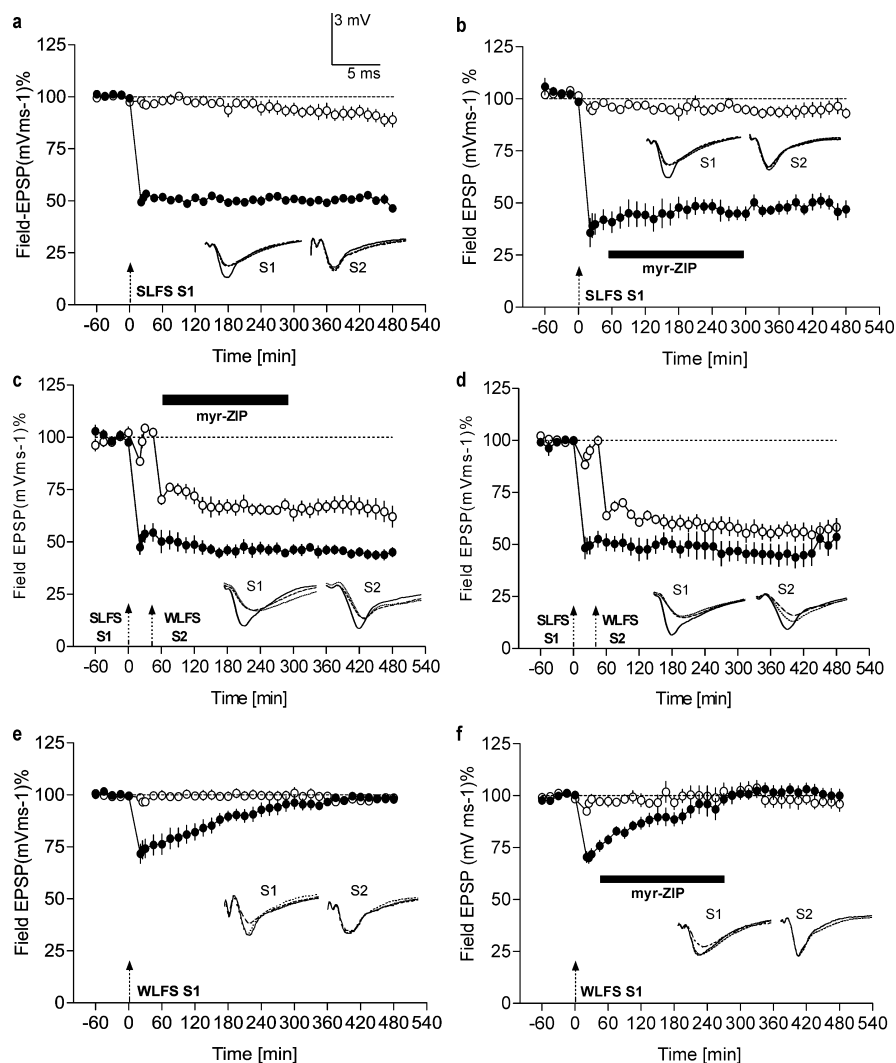 a
3 mV
5 ms
Field-EPSP(mVms-1)%
125
100
75
50
25
0
S1
S2
SLFS S1
-60 0 60 120 180 240 300 360 420 480 540
Time [min]
b
Field EPSP (mVms-1) %
125
100
75
50
25
0
S1
S2
myr-ZIP
SLFS S1
-60 0 60 120 180 240 300 360 420 480 540
Time [min]
c
Field EPSP(mVms-1)%
125
100
75
50
25
0
myr-ZIP
S1
S2
SLFS WLFS
S1 S2
-60 0 60 120 180 240 300 360 420 480 540
Time [min]
d
Field EPSP(mVms-1)%
125
100
75
50
25
0
S1
S2
SLFS WLFS
S1 S2
-60 0 60 120 180 240 300 360 420 480 540
Time [min]
e
Field EPSP(mVms-1)%
125
100
75
50
25
0
S1
S2
WLFS S1
-60 0 60 120 180 240 300 360 420 480 540
Time [min]
f
Field EPSP (mV ms-1) %
125
100
75
50
25
0
myr-ZIP
S1
S2
WLFS S1
-60 0 60 120 180 240 300 360 420 480 540
Time [min]